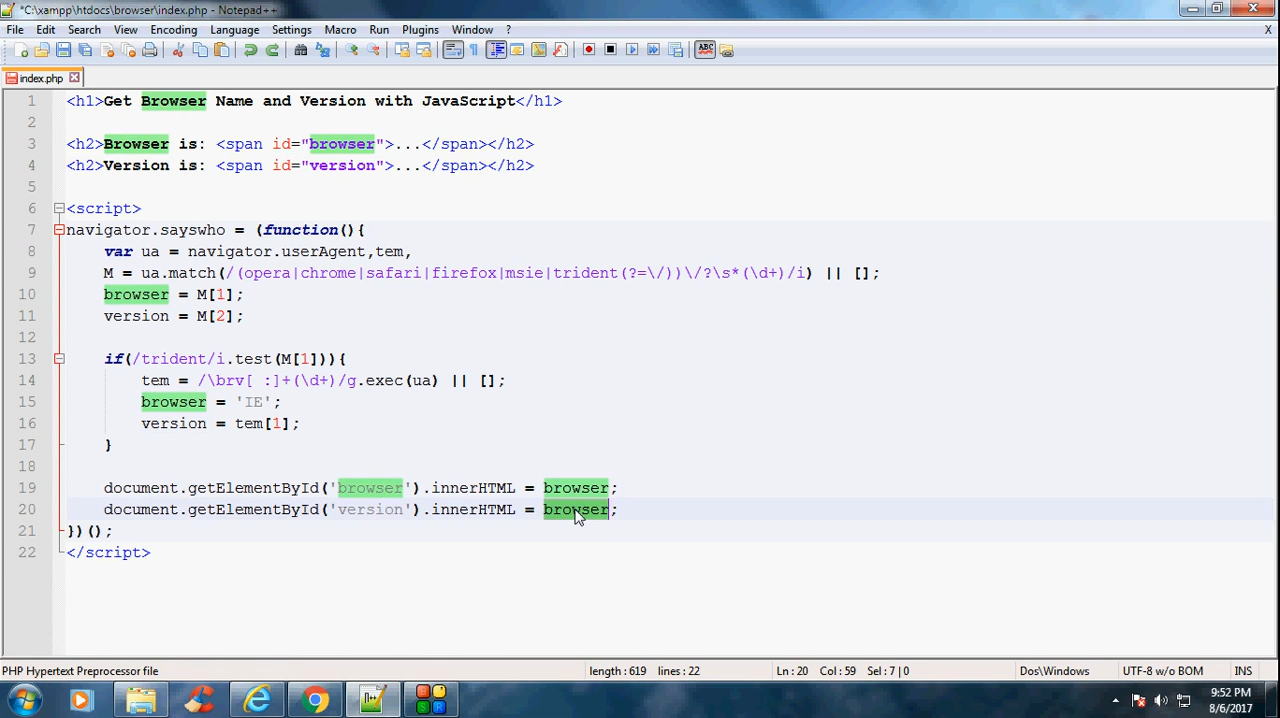 *C:\xampp\htdocs\browser\index.php - Notepad++
File Edit Search View Encoding Language Settings Macro Run Plugins Window ? X
ABC
index.php
1 <h1>Get Browser Name and Version with JavaScript</h1>
2
3 <h2>Browser is: <span id="browser">...</span></h2>
4 <h2>Version is: <span id="version">...</span></h2>
5
6 <script>
7 navigator.sayswho = (function(){
8 var ua = navigator.userAgent,tem,
9 M = ua.match(/(opera|chrome|safari|firefox|msie|trident(?=\/))\/?\s*(\d+)/i) || [];
10 browser = M[1];
11 version = M[2];
12
13 if(/trident/i.test(M[1])){
14 tem = /\brv[ :]+(\d+)/g.exec(ua) || [];
15 browser = 'IE';
16 version = tem[1];
17 }
18
19 document.getElementById('browser').innerHTML = browser;
20 document.getElementById('version').innerHTML = browser;
21 })();
22 </script>
PHP Hypertext Preprocessor file length : 619 lines : 22 Ln : 20 Col : 59 Sel : 7 | 0 Dos\Windows UTF-8 w/o BOM INS
9:52 PM
8/6/2017